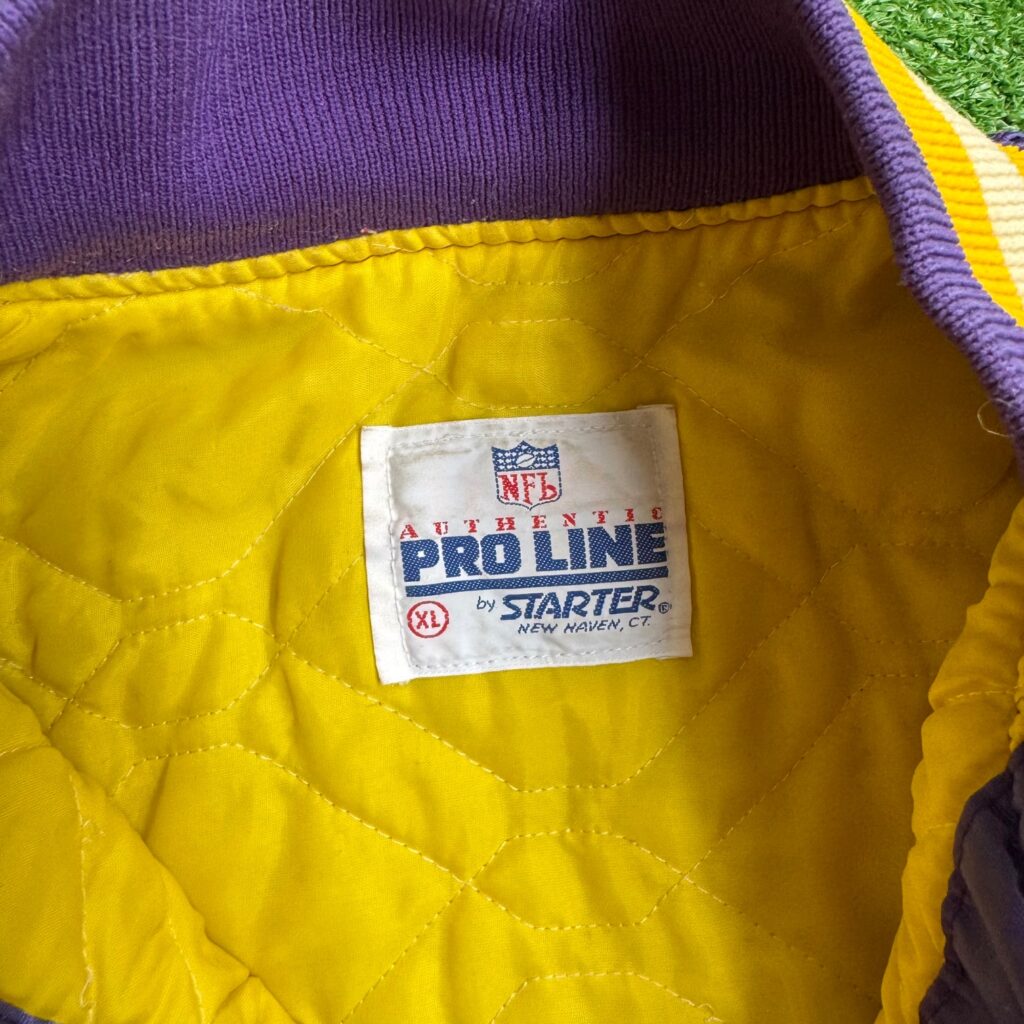 NFL
AUTHENTIC
PRO LINE
XL by STARTER®
NEW HAVEN, CT.